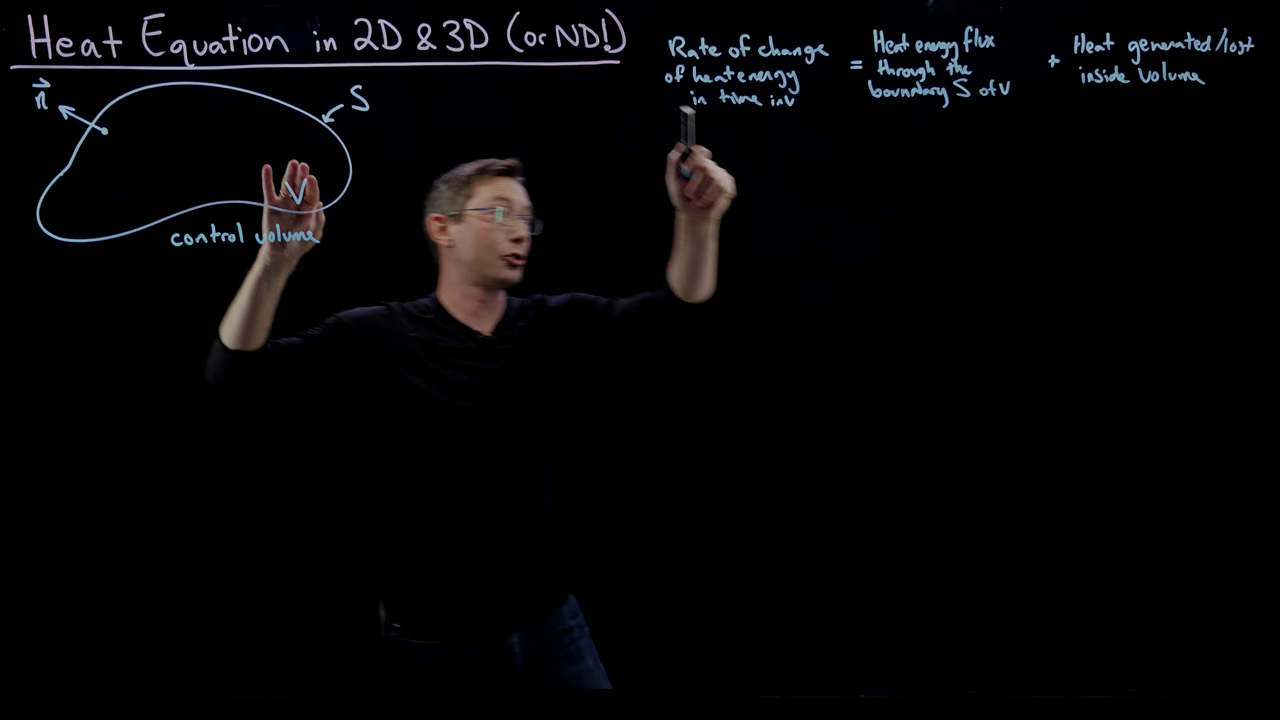 Heat Equation in 2D & 3D (or ND!)
n
S
V
control volume
Rate of change
of heat energy
in time in V
=
Heat energy flux
through the
boundary S of V
+
Heat generated/lost
inside volume